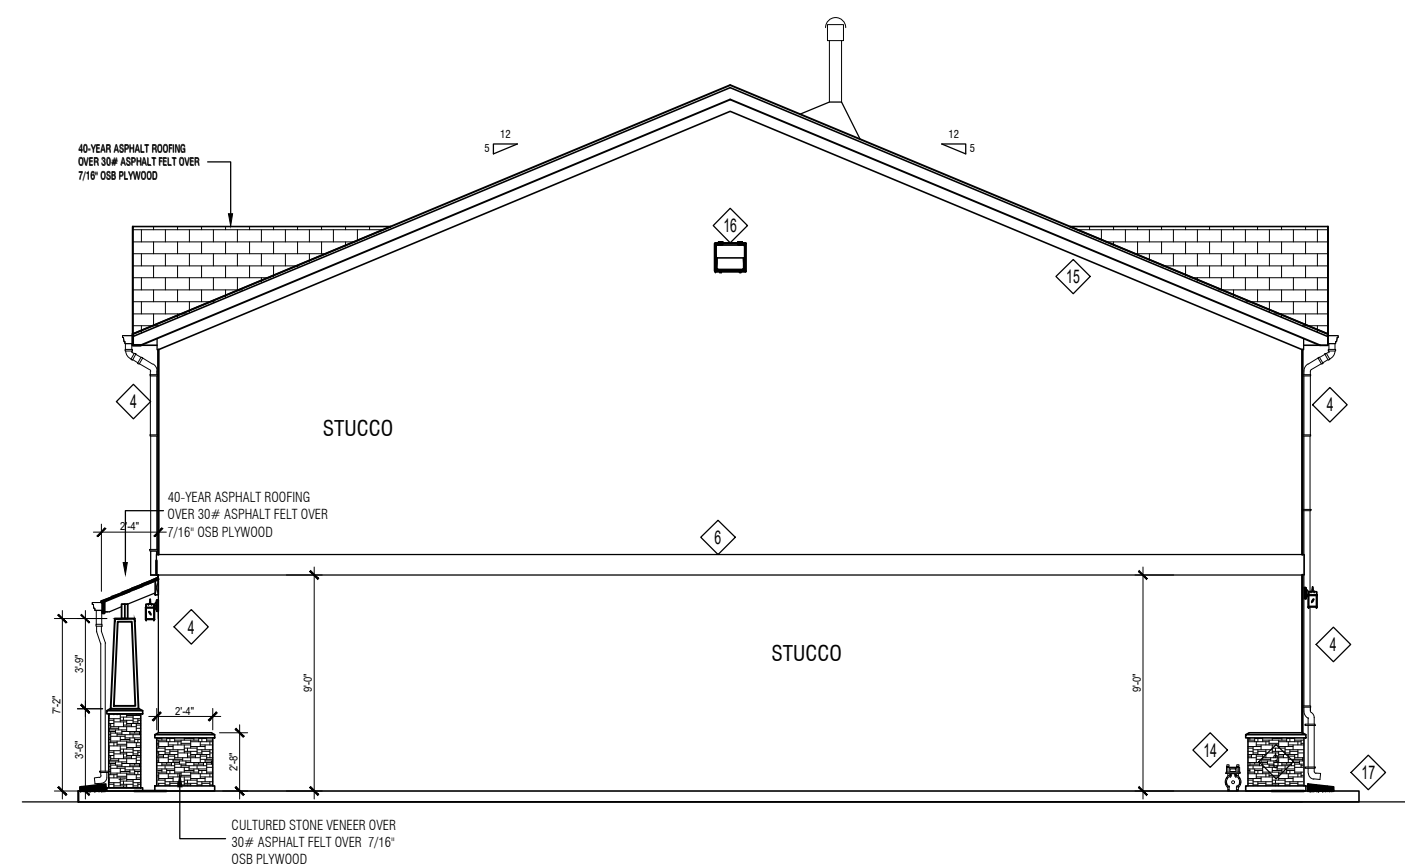 12
5
12
5
40-YEAR ASPHALT ROOFING
OVER 30# ASPHALT FELT OVER
7/16" OSB PLYWOOD
16
15
4
4
STUCCO
40-YEAR ASPHALT ROOFING
OVER 30# ASPHALT FELT OVER
7/16" OSB PLYWOOD
2'-4"
6
4
4
STUCCO
3'-9"
7'-2"
3'-6"
2'-4"
2'-8"
9'-0"
9'-0"
14
17
CULTURED STONE VENEER OVER
30# ASPHALT FELT OVER 7/16"
OSB PLYWOOD